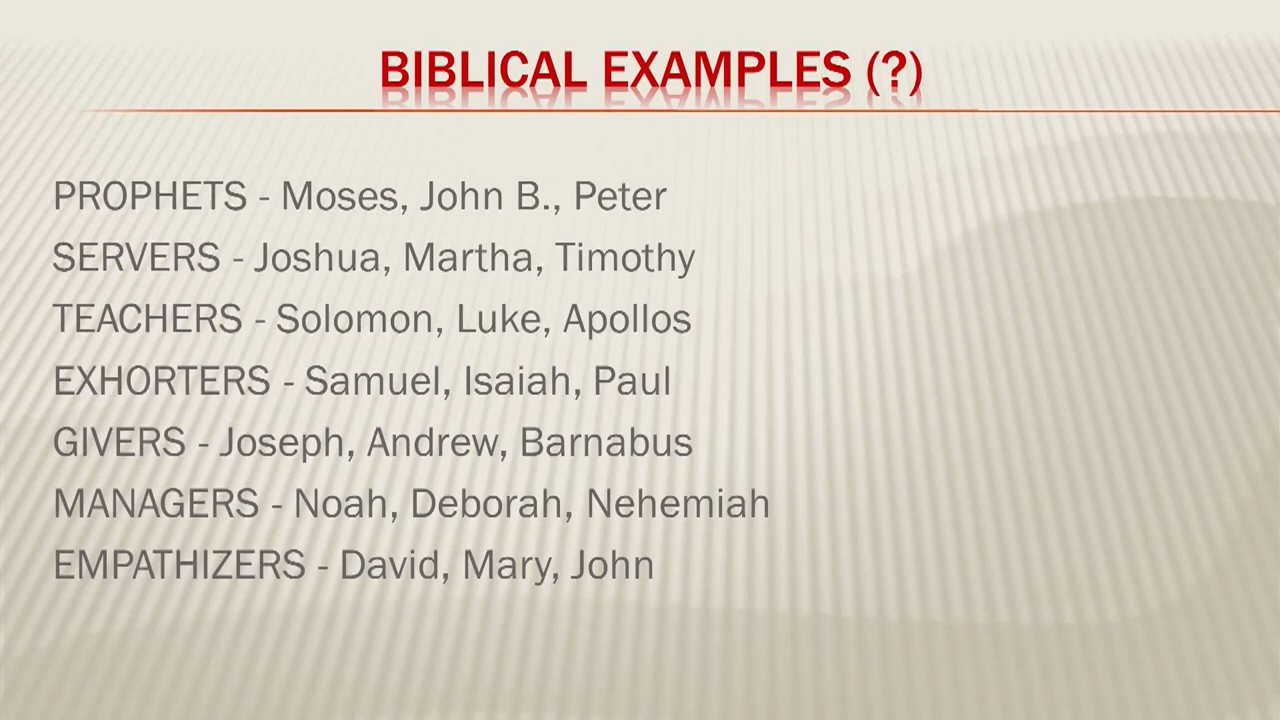 BIBLICAL EXAMPLES (?)
PROPHETS - Moses, John B., Peter
SERVERS - Joshua, Martha, Timothy
TEACHERS - Solomon, Luke, Apollos
EXHORTERS - Samuel, Isaiah, Paul
GIVERS - Joseph, Andrew, Barnabus
MANAGERS - Noah, Deborah, Nehemiah
EMPATHIZERS - David, Mary, John